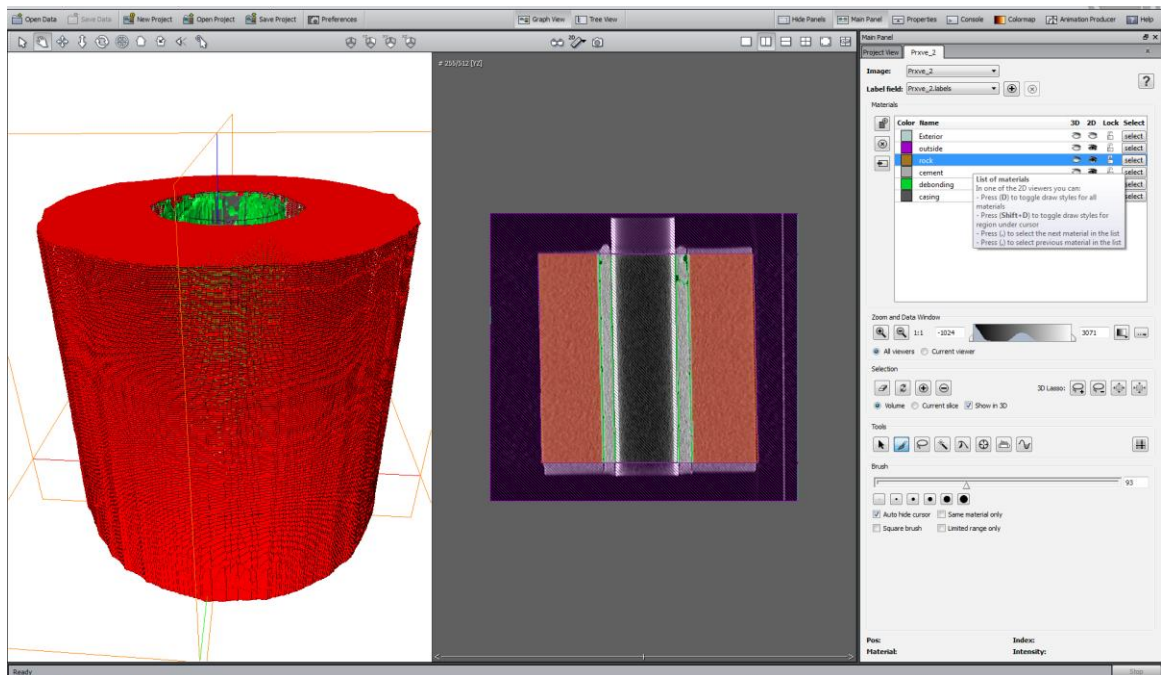 Open Data Save Data New Project Open Project Save Project Preferences Graph View Tree View Hide Panels Main Panel Properties Console Colormap Animation Producer Help
2D
Main Panel
Project View Prxve_2
# 255/512 [YZ]
Image: Prxve_2
Label field: Prxve_2.labels
Materials
Color Name 3D 2D Lock Select
Exterior select
outside select
rock select
cement select
debonding select
casing select
List of materials
In one of the 2D viewers you can:
- Press (D) to toggle draw styles for all
materials
- Press (Shift+D) to toggle draw styles for
region under cursor
- Press (.) to select the next material in the list
- Press (,) to select previous material in the list
Zoom and Data Window
1:1 -1024 3071
All viewers Current viewer
Selection
3D Lasso:
Volume Current slice Show in 3D
Tools
Brush
93
Auto hide cursor Same material only
Square brush Limited range only
Pos: Index:
Material: Intensity:
Ready Stop